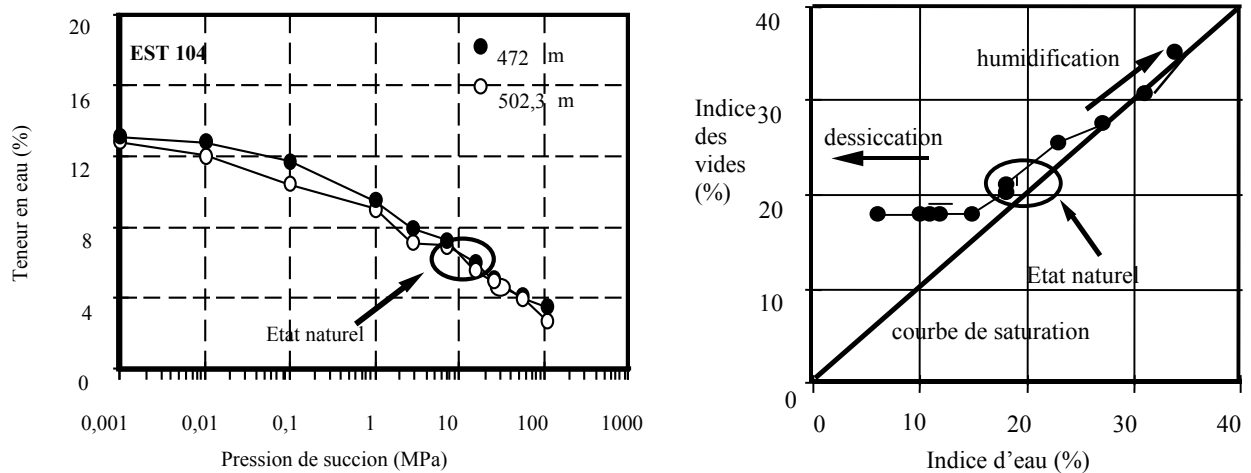 20
16
12
8
4
0
Teneur en eau (%)
EST 104
472 m
502,3 m
Etat naturel
0,001 0,01 0,1 1 10 100 1000
Pression de succion (MPa)
40
30
20
10
0
Indice
des
vides
(%)
humidification
dessiccation
Etat naturel
courbe de saturation
0 10 20 30 40
Indice d'eau (%)